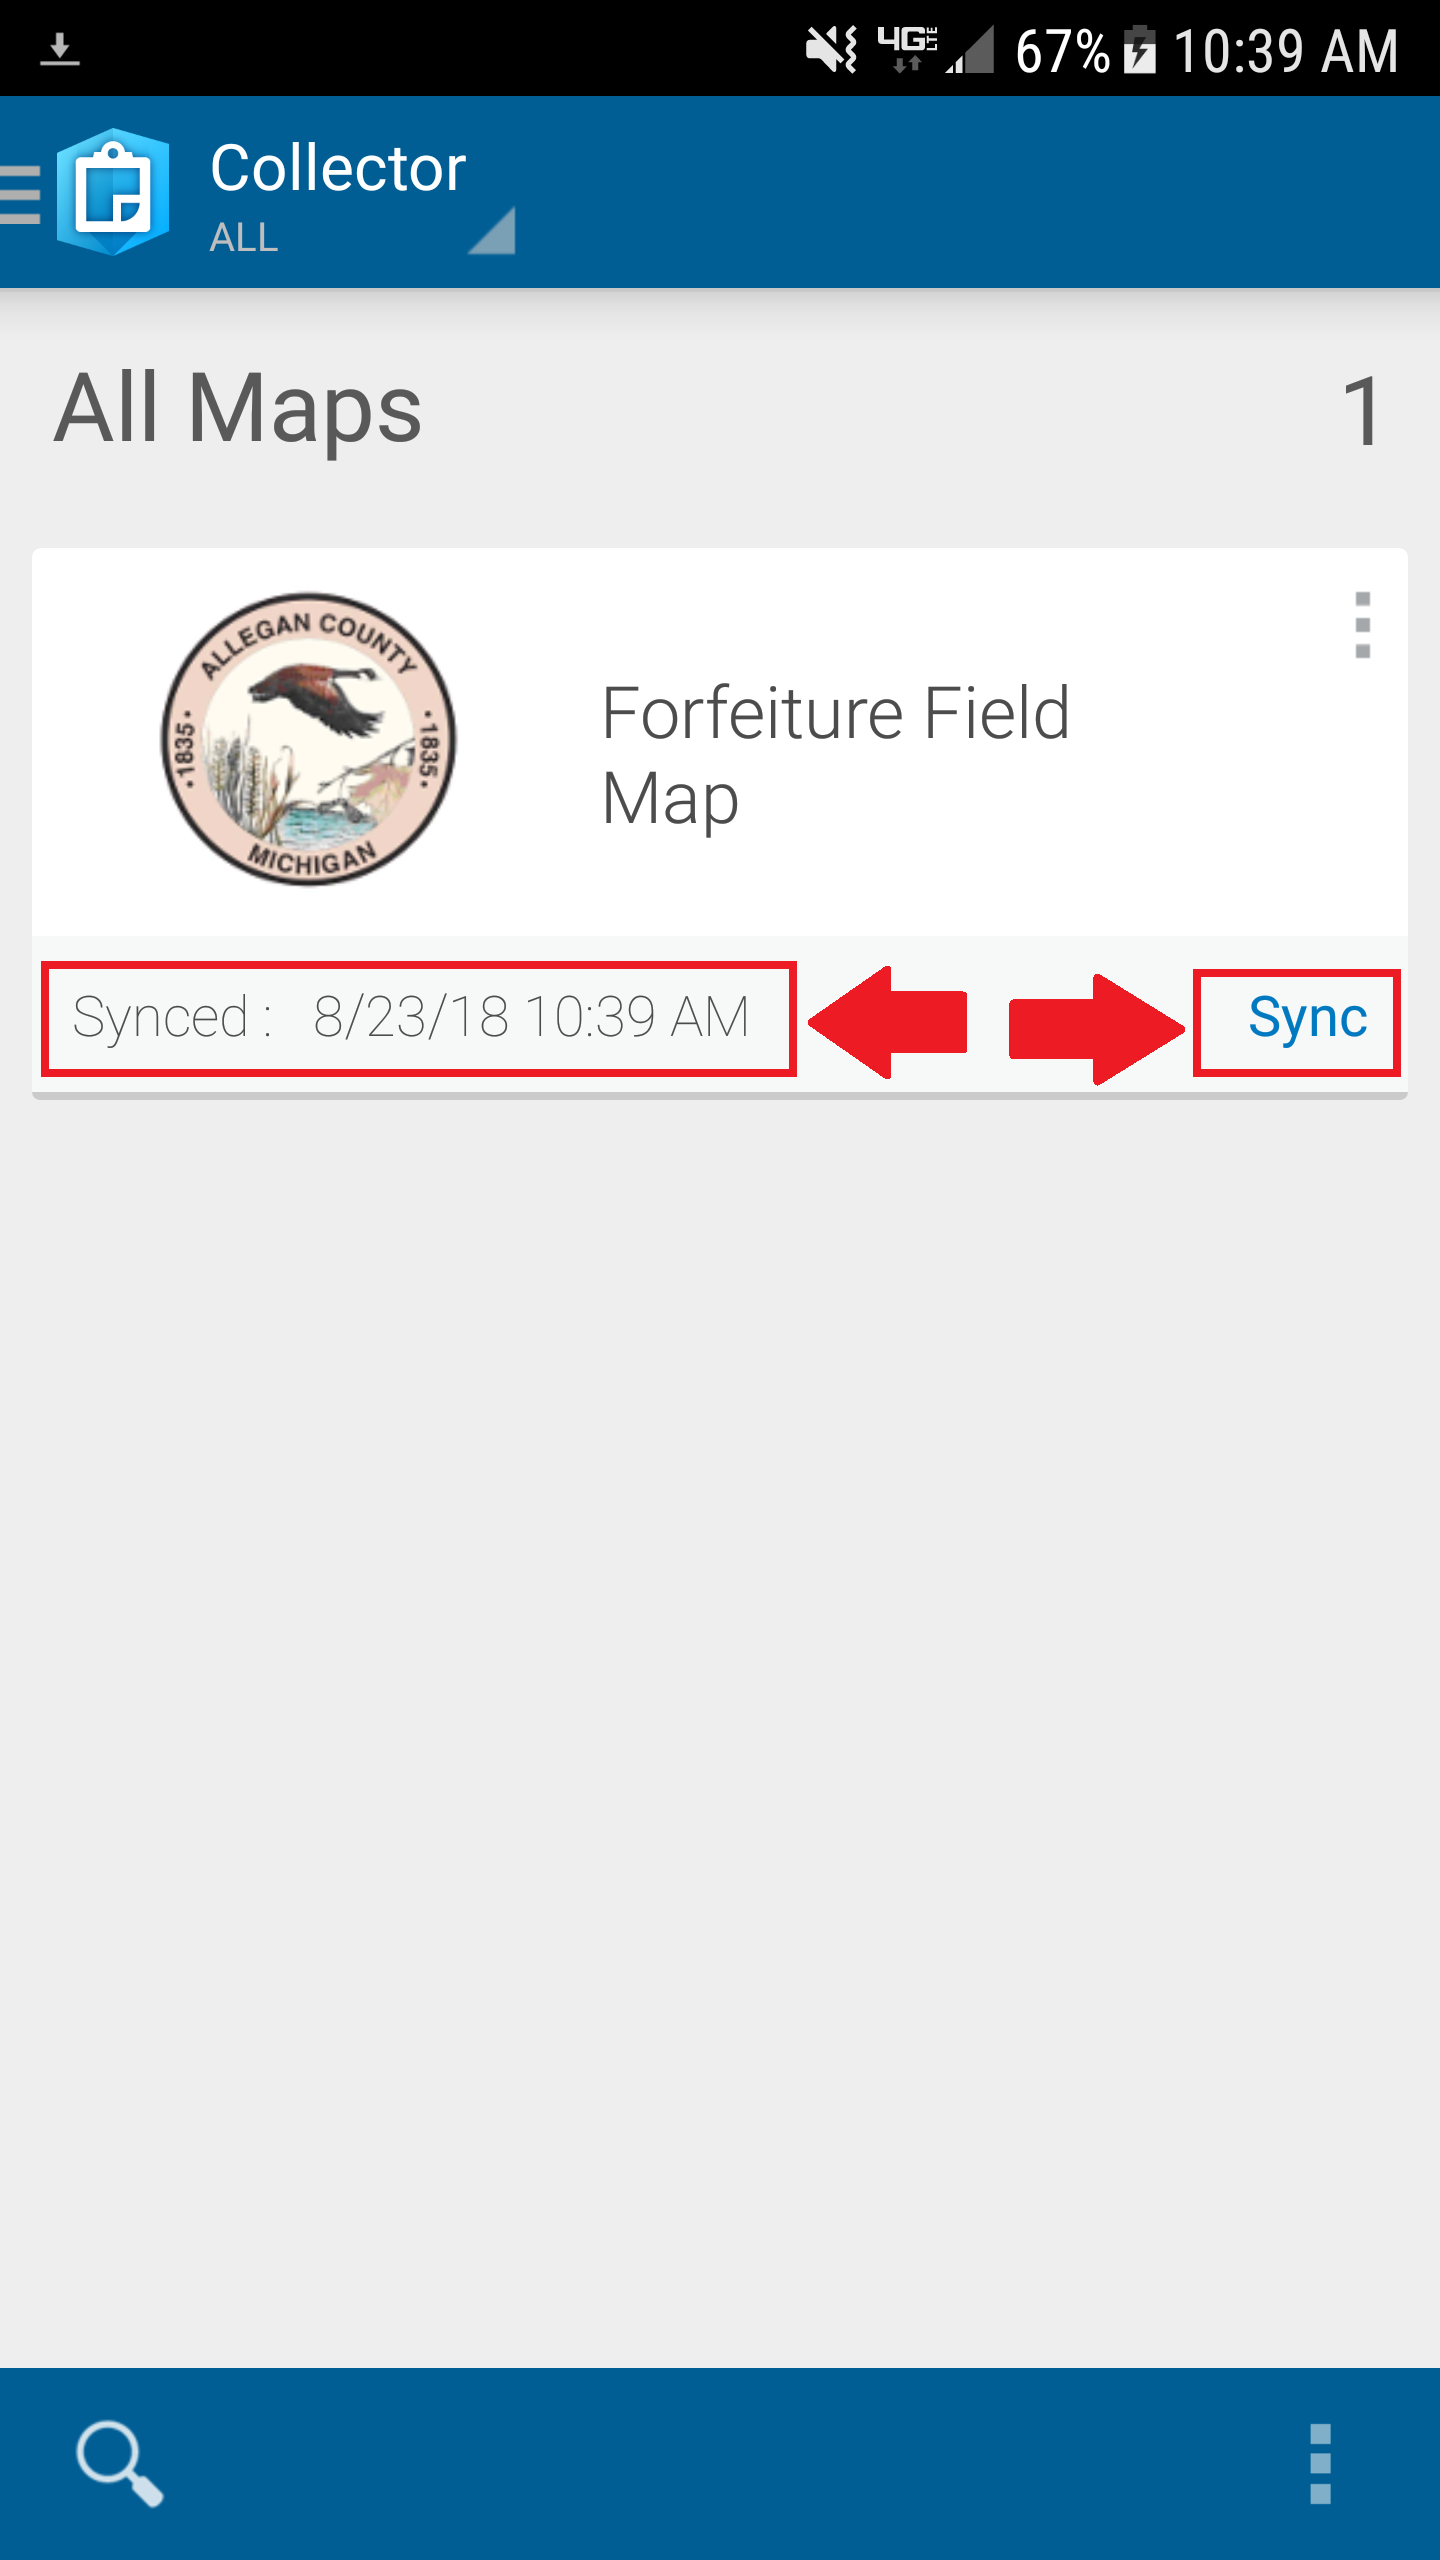 4G LTE 67% 10:39 AM
Collector
ALL
All Maps 1
ALLEGAN COUNTY
•1835• •1835•
MICHIGAN
Forfeiture Field
Map
Synced : 8/23/18 10:39 AM
Sync